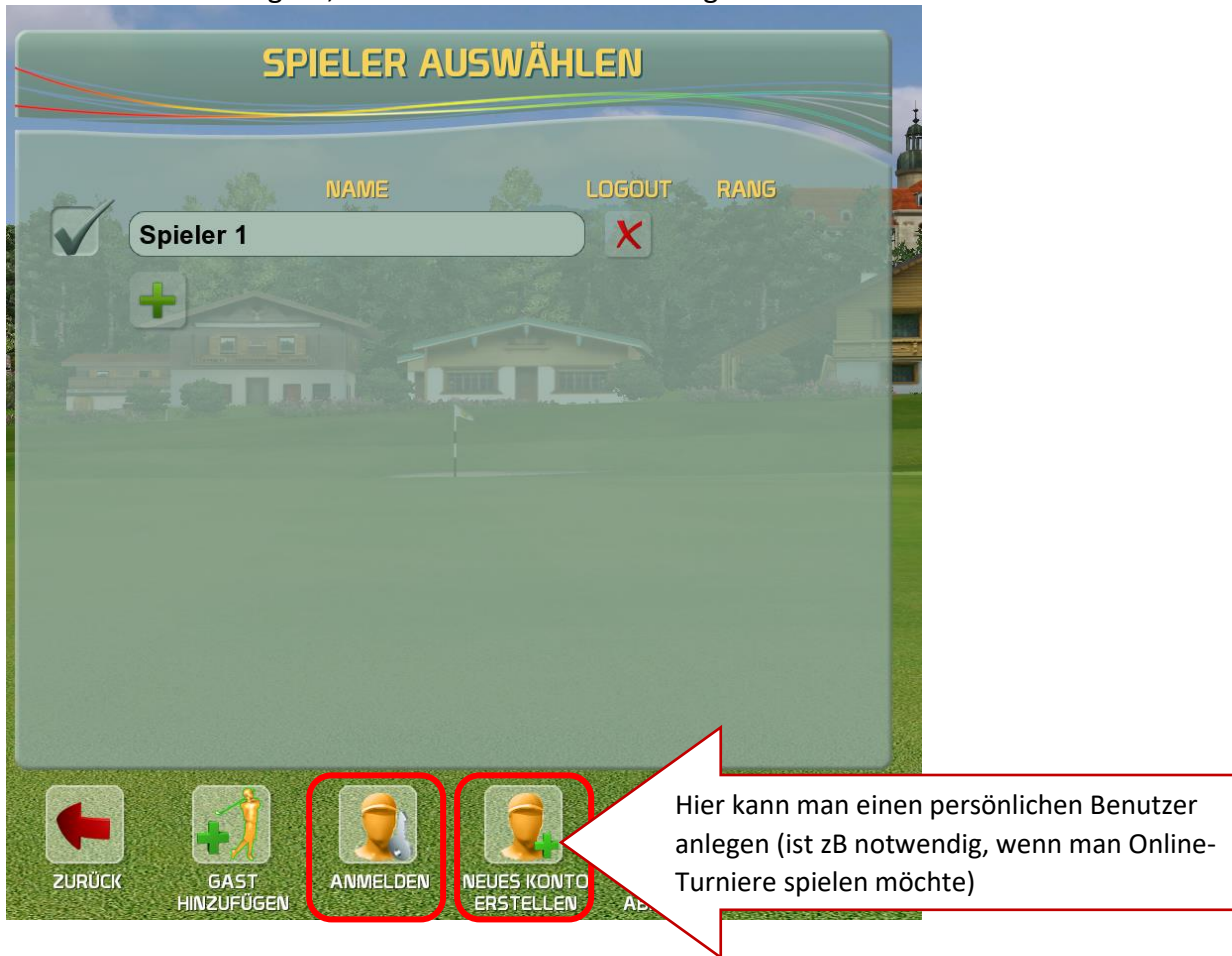 SPIELER AUSWÄHLEN
NAME LOGOUT RANG
Spieler 1
Hier kann man einen persönlichen Benutzer
anlegen (ist zB notwendig, wenn man Online-
Turniere spielen möchte)
ZURÜCK
GAST
HINZUFÜGEN
ANMELDEN
NEUES KONTO
ERSTELLEN